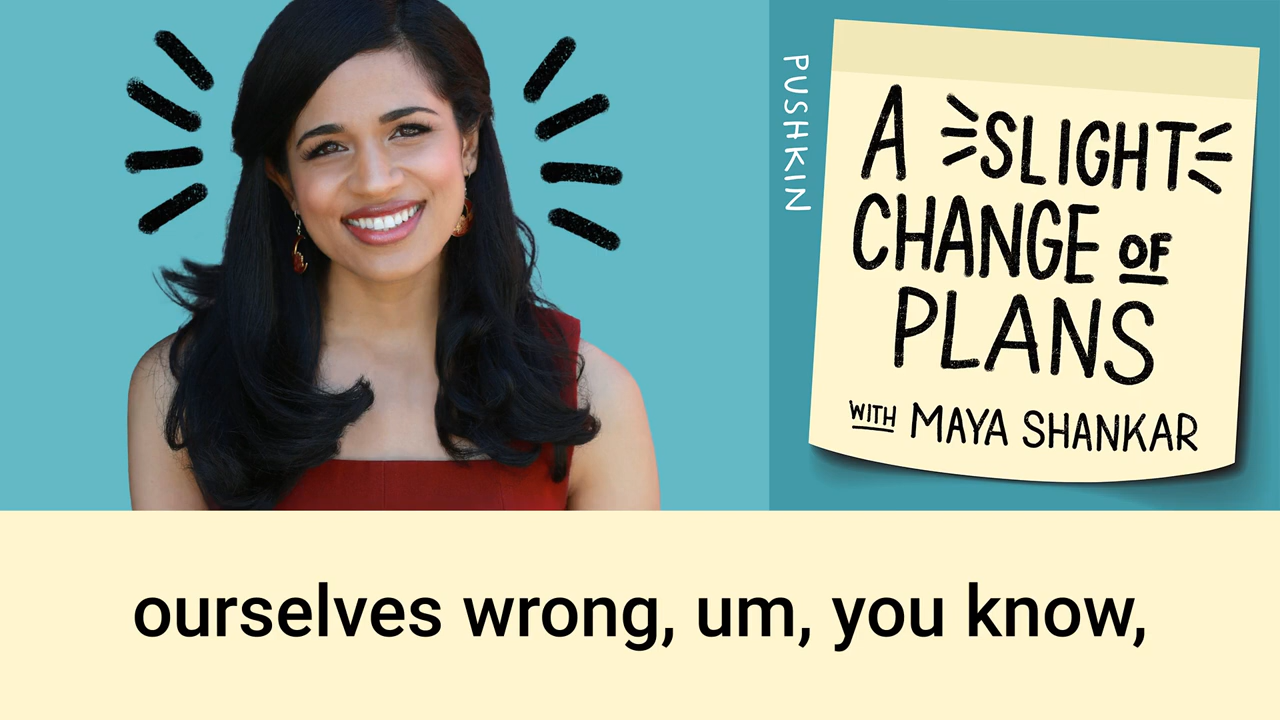 PUSHKIN
A SLIGHT
CHANGE OF
PLANS
WITH MAYA SHANKAR
ourselves wrong, um, you know,